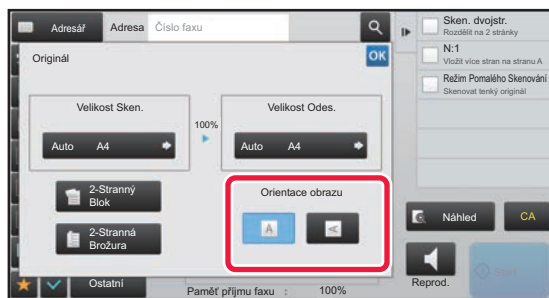 Adresář
Adresa
Číslo faxu
Originál
OK
Velikost Sken.
100%
Velikost Odes.
Auto A4
Auto A4
2-Stranný
Blok
2-Stranná
Brožura
Orientace obrazu
A
A
Ostatní
Paměť příjmu faxu : 100%
Sken. dvojstr.
Rozdělit na 2 stránky
N:1
Vložit více stran na stranu A
Režim Pomalého Skenování
Skenovat tenký originál
Náhled
CA
Reprod.
Start